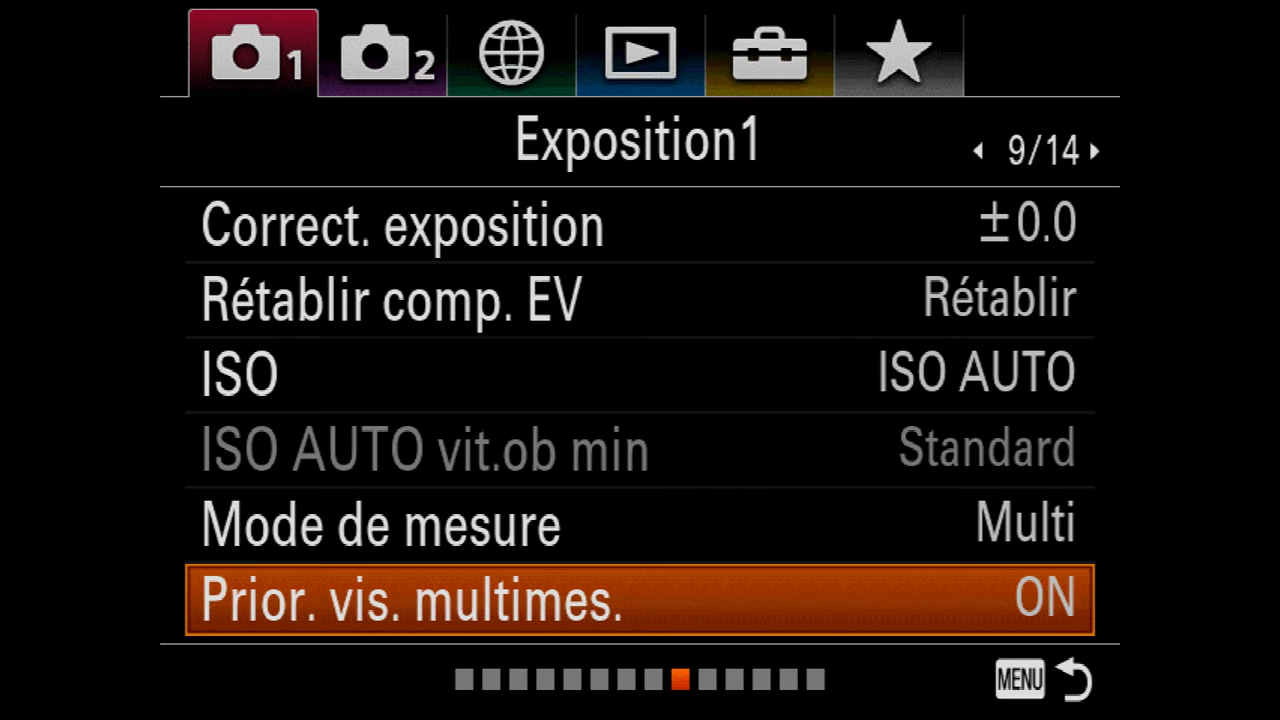 1 2
Exposition1 9/14
Correct. exposition ±0.0
Rétablir comp. EV Rétablir
ISO ISO AUTO
ISO AUTO vit.ob min Standard
Mode de mesure Multi
Prior. vis. multimes. ON
MENU